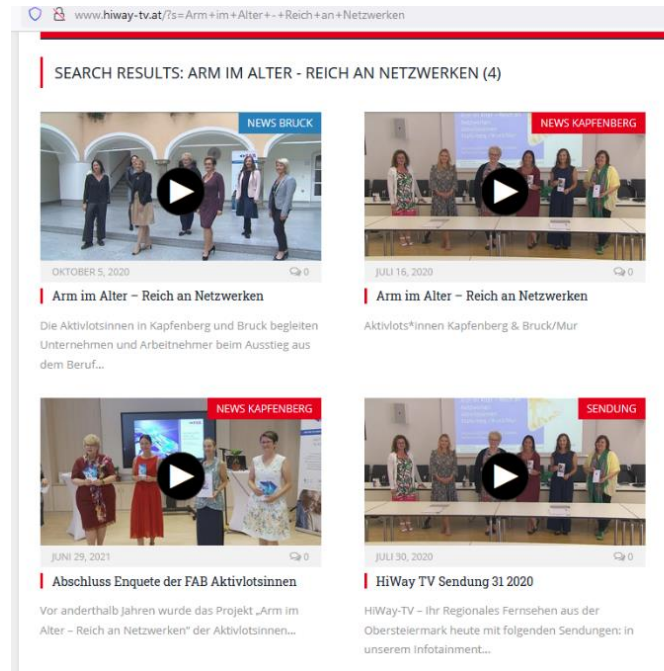 www.hiway-tv.at/?s=Arm+im+Alter+-+Reich+an+Netzwerken
SEARCH RESULTS: ARM IM ALTER - REICH AN NETZWERKEN (4)
NEWS BRUCK
OKTOBER 5, 2020
0
Arm im Alter – Reich an Netzwerken
Die Aktivlotsinnen in Kapfenberg und Bruck begleiten
Unternehmen und Arbeitnehmer beim Ausstieg aus
dem Beruf...
NEWS KAPFENBERG
JULI 16, 2020
0
Arm im Alter – Reich an Netzwerken
Aktivlots*innen Kapfenberg & Bruck/Mur
NEWS KAPFENBERG
JUNI 29, 2021
0
Abschluss Enquete der FAB Aktivlotsinnen
Vor anderthalb Jahren wurde das Projekt „Arm im
Alter – Reich an Netzwerken“ der Aktivlotsinnen...
SENDUNG
JULI 30, 2020
0
HiWay TV Sendung 31 2020
HiWay-TV – Ihr Regionales Fernsehen aus der
Obersteiermark heute mit folgenden Sendungen: in
unserem Infotainment...